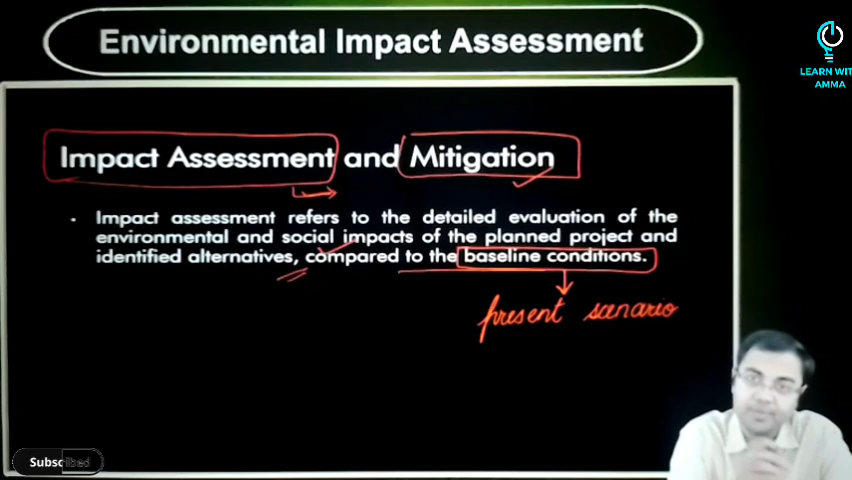 Environmental Impact Assessment
LEARN WIT
AMMA
Impact Assessment and Mitigation
• Impact assessment refers to the detailed evaluation of the
environmental and social impacts of the planned project and
identified alternatives, compared to the baseline conditions.
present scenario
Subscribed